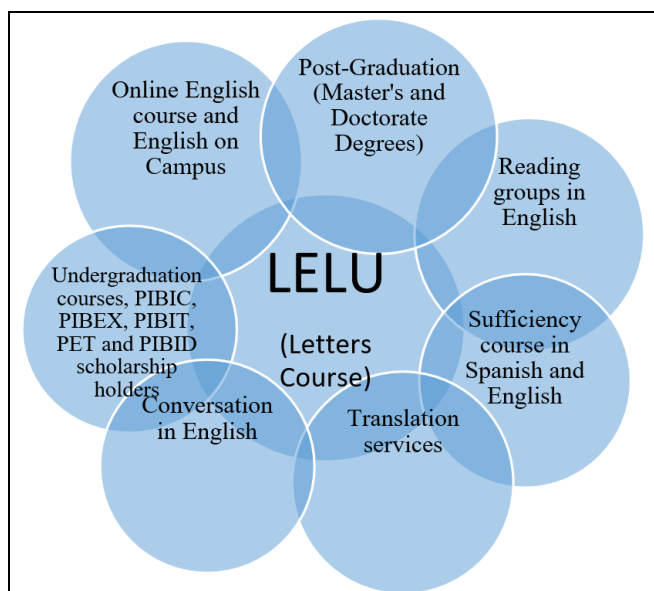 Post-Graduation
(Master's and
Doctorate
Degrees)
Online English
course and
English on
Campus
Reading
groups in
English
LELU
(Letters
Course)
Undergraduation
courses, PIBIC,
PIBEX, PIBIT,
PET and PIBID
scholarship
holders
Sufficiency
course in
Spanish and
English
Conversation
in English
Translation
services